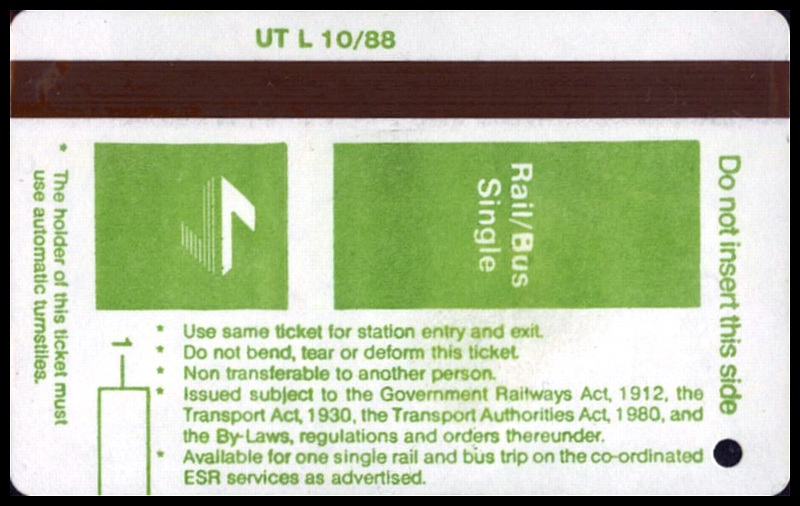 UT L 10/88
Rail/Bus
Single
Do not insert this side
* The holder of this ticket must
use automatic turnstiles.
1
* Use same ticket for station entry and exit.
* Do not bend, tear or deform this ticket.
* Non transferable to another person.
* Issued subject to the Government Railways Act, 1912, the
Transport Act, 1930, the Transport Authorities Act, 1980, and
the By-Laws, regulations and orders thereunder.
* Available for one single rail and bus trip on the co-ordinated
ESR services as advertised.